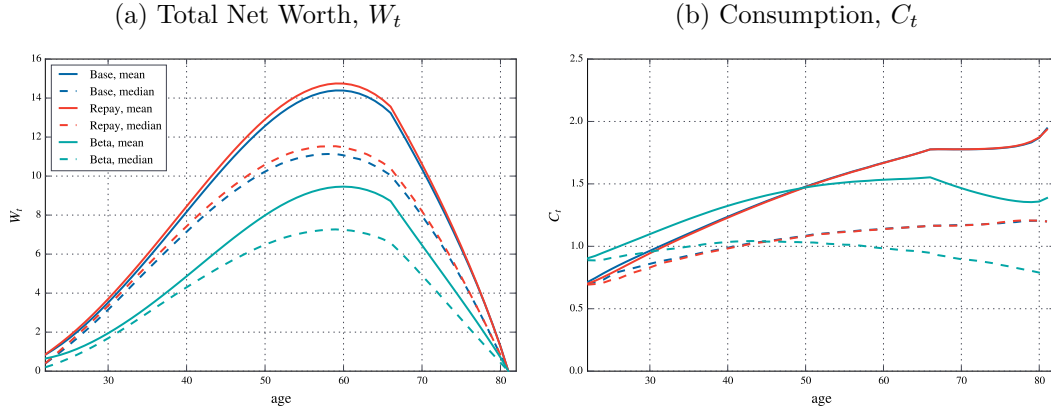 (a) Total Net Worth, W_t
16
14
12
10
8
6
4
2
0
W_t
Base, mean
Base, median
Repay, mean
Repay, median
Beta, mean
Beta, median
30 40 50 60 70 80
age
(b) Consumption, C_t
2.5
2.0
1.5
1.0
0.5
0.0
C_t
30 40 50 60 70 80
age